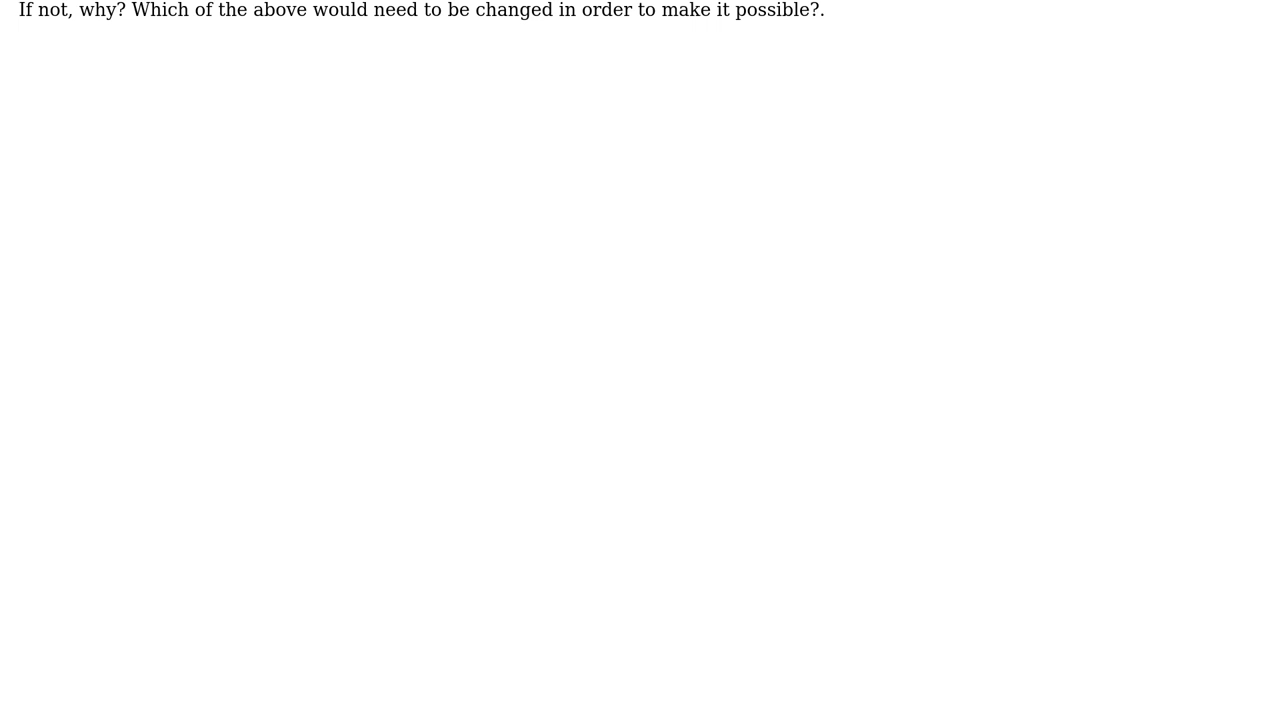 If not, why? Which of the above would need to be changed in order to make it possible?.